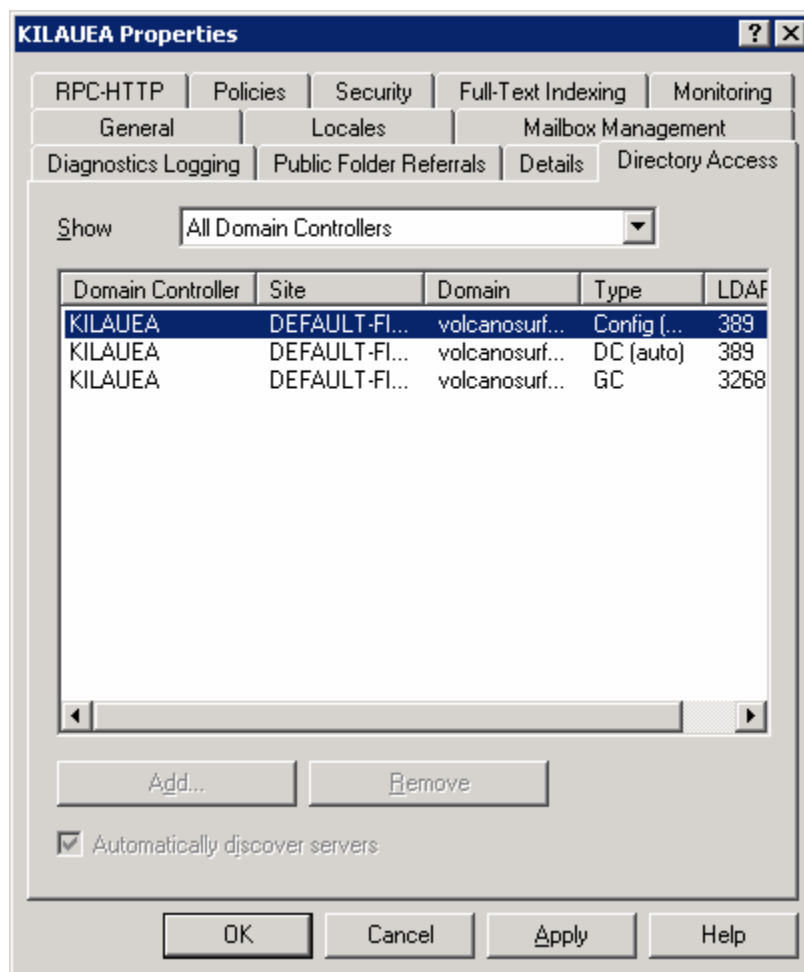 KILAUEA Properties
RPC-HTTP Policies Security Full-Text Indexing Monitoring
General Locales Mailbox Management
Diagnostics Logging Public Folder Referrals Details Directory Access
Show All Domain Controllers
Domain Controller Site Domain Type LDAP
KILAUEA DEFAULT-FI... volcanosurf... Config (... 389
KILAUEA DEFAULT-FI... volcanosurf... DC (auto) 389
KILAUEA DEFAULT-FI... volcanosurf... GC 3268
Add... Remove
Automatically discover servers
OK Cancel Apply Help